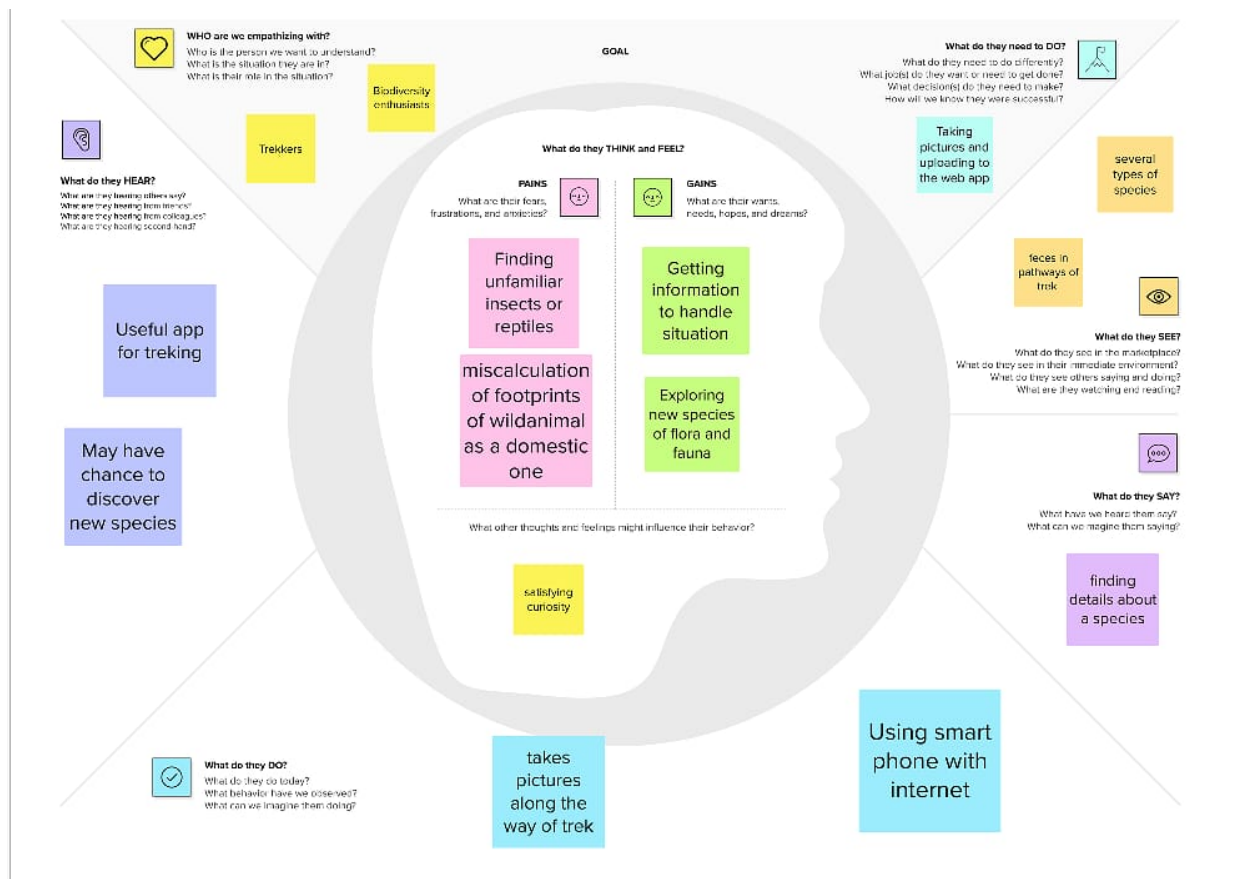 WHO are we empathizing with?
Who is the person we want to understand?
What is the situation they are in?
What is their role in the situation?
Biodiversity
enthusiasts
Trekkers
GOAL
What do they need to DO?
What do they need to do differently?
What job(s) do they want or need to get done?
What decision(s) do they need to make?
How will we know they were successful?
Taking
pictures and
uploading to
the web app
What do they HEAR?
What are they hearing others say?
What are they hearing from friends?
What are they hearing from colleagues?
What are they hearing second hand?
Useful app
for treking
May have
chance to
discover
new species
What do they THINK and FEEL?
PAINS
What are their fears,
frustrations, and anxieties?
Finding
unfamiliar
insects or
reptiles
miscalculation
of footprints
of wildanimal
as a domestic
one
GAINS
What are their wants,
needs, hopes, and dreams?
Getting
information
to handle
situation
Exploring
new species
of flora and
fauna
What other thoughts and feelings might influence their behavior?
satisfying
curiosity
several
types of
species
feces in
pathways of
trek
What do they SEE?
What do they see in the marketplace?
What do they see in their immediate environment?
What do they see others saying and doing?
What are they watching and reading?
What do they SAY?
What have we heard them say?
What can we imagine them saying?
finding
details about
a species
What do they DO?
What do they do today?
What behavior have we observed?
What can we imagine them doing?
takes
pictures
along the
way of trek
Using smart
phone with
internet